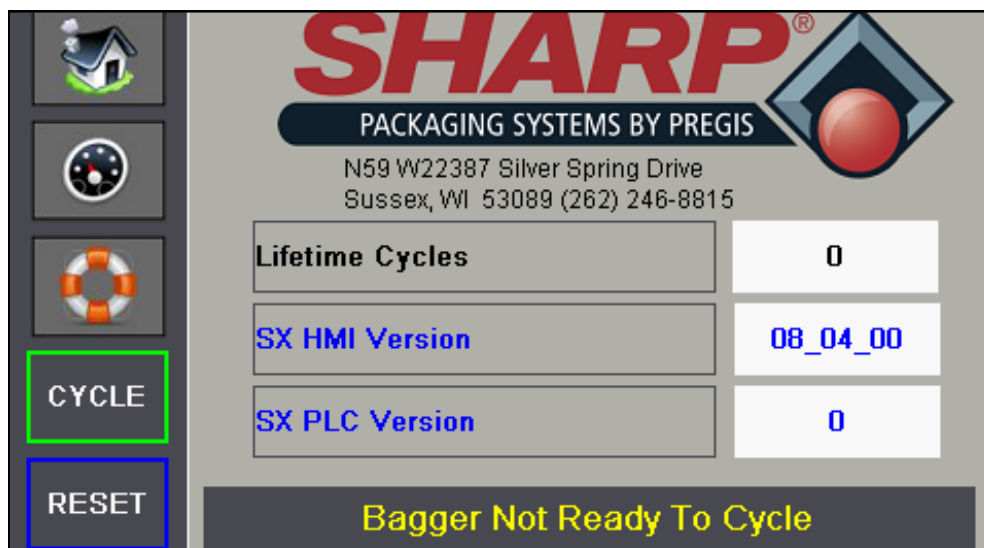 SHARP®
PACKAGING SYSTEMS BY PREGIS
N59 W22387 Silver Spring Drive
Sussex, WI 53089 (262) 246-8815
Lifetime Cycles 0
SX HMI Version 08_04_00
SX PLC Version 0
CYCLE
RESET
Bagger Not Ready To Cycle